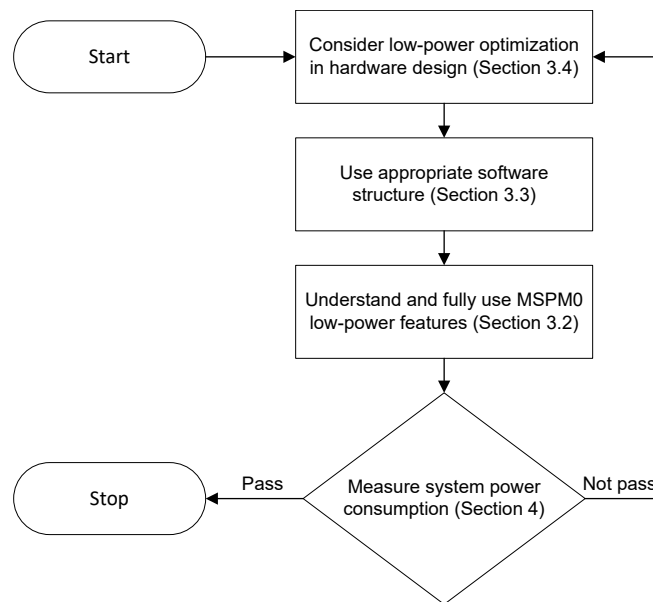 Start
Consider low-power optimization
in hardware design (Section 3.4)
Use appropriate software
structure (Section 3.3)
Understand and fully use MSPM0
low-power features (Section 3.2)
Measure system power
consumption (Section 4)
Pass
Not pass
Stop